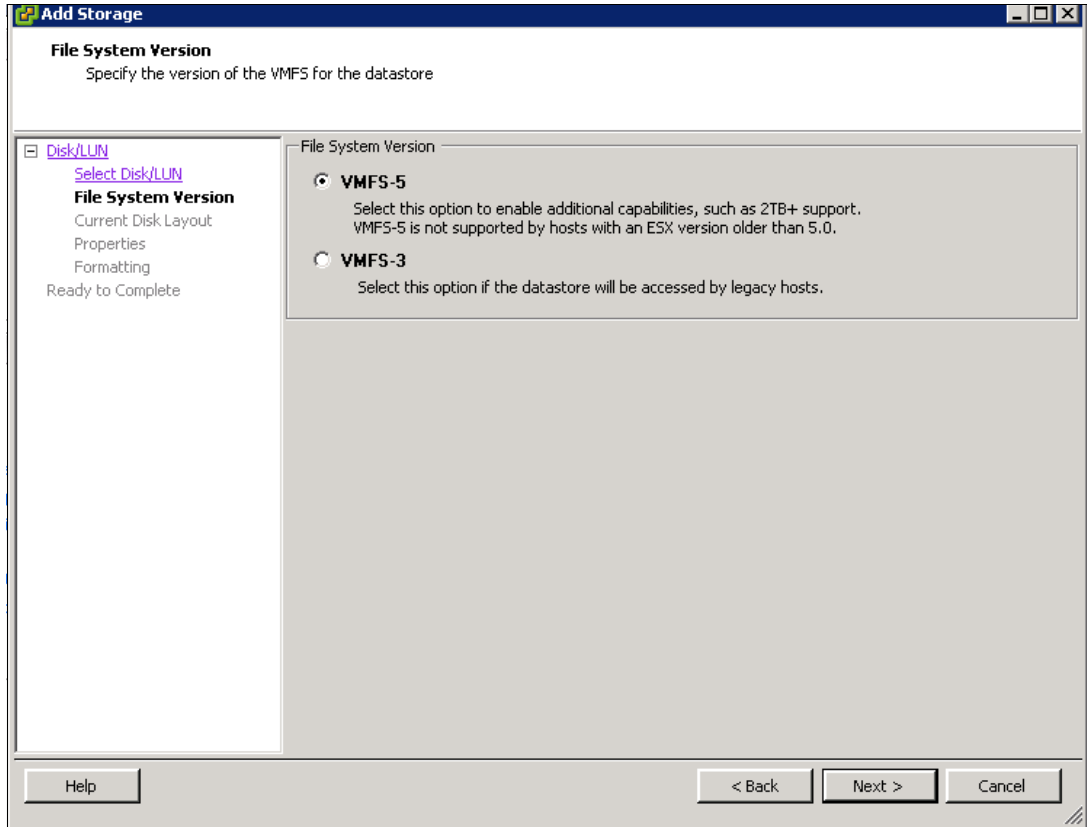 Add Storage
File System Version
Specify the version of the VMFS for the datastore
Disk/LUN
Select Disk/LUN
File System Version
Current Disk Layout
Properties
Formatting
Ready to Complete
File System Version
VMFS-5
Select this option to enable additional capabilities, such as 2TB+ support.
VMFS-5 is not supported by hosts with an ESX version older than 5.0.
VMFS-3
Select this option if the datastore will be accessed by legacy hosts.
Help
< Back
Next >
Cancel